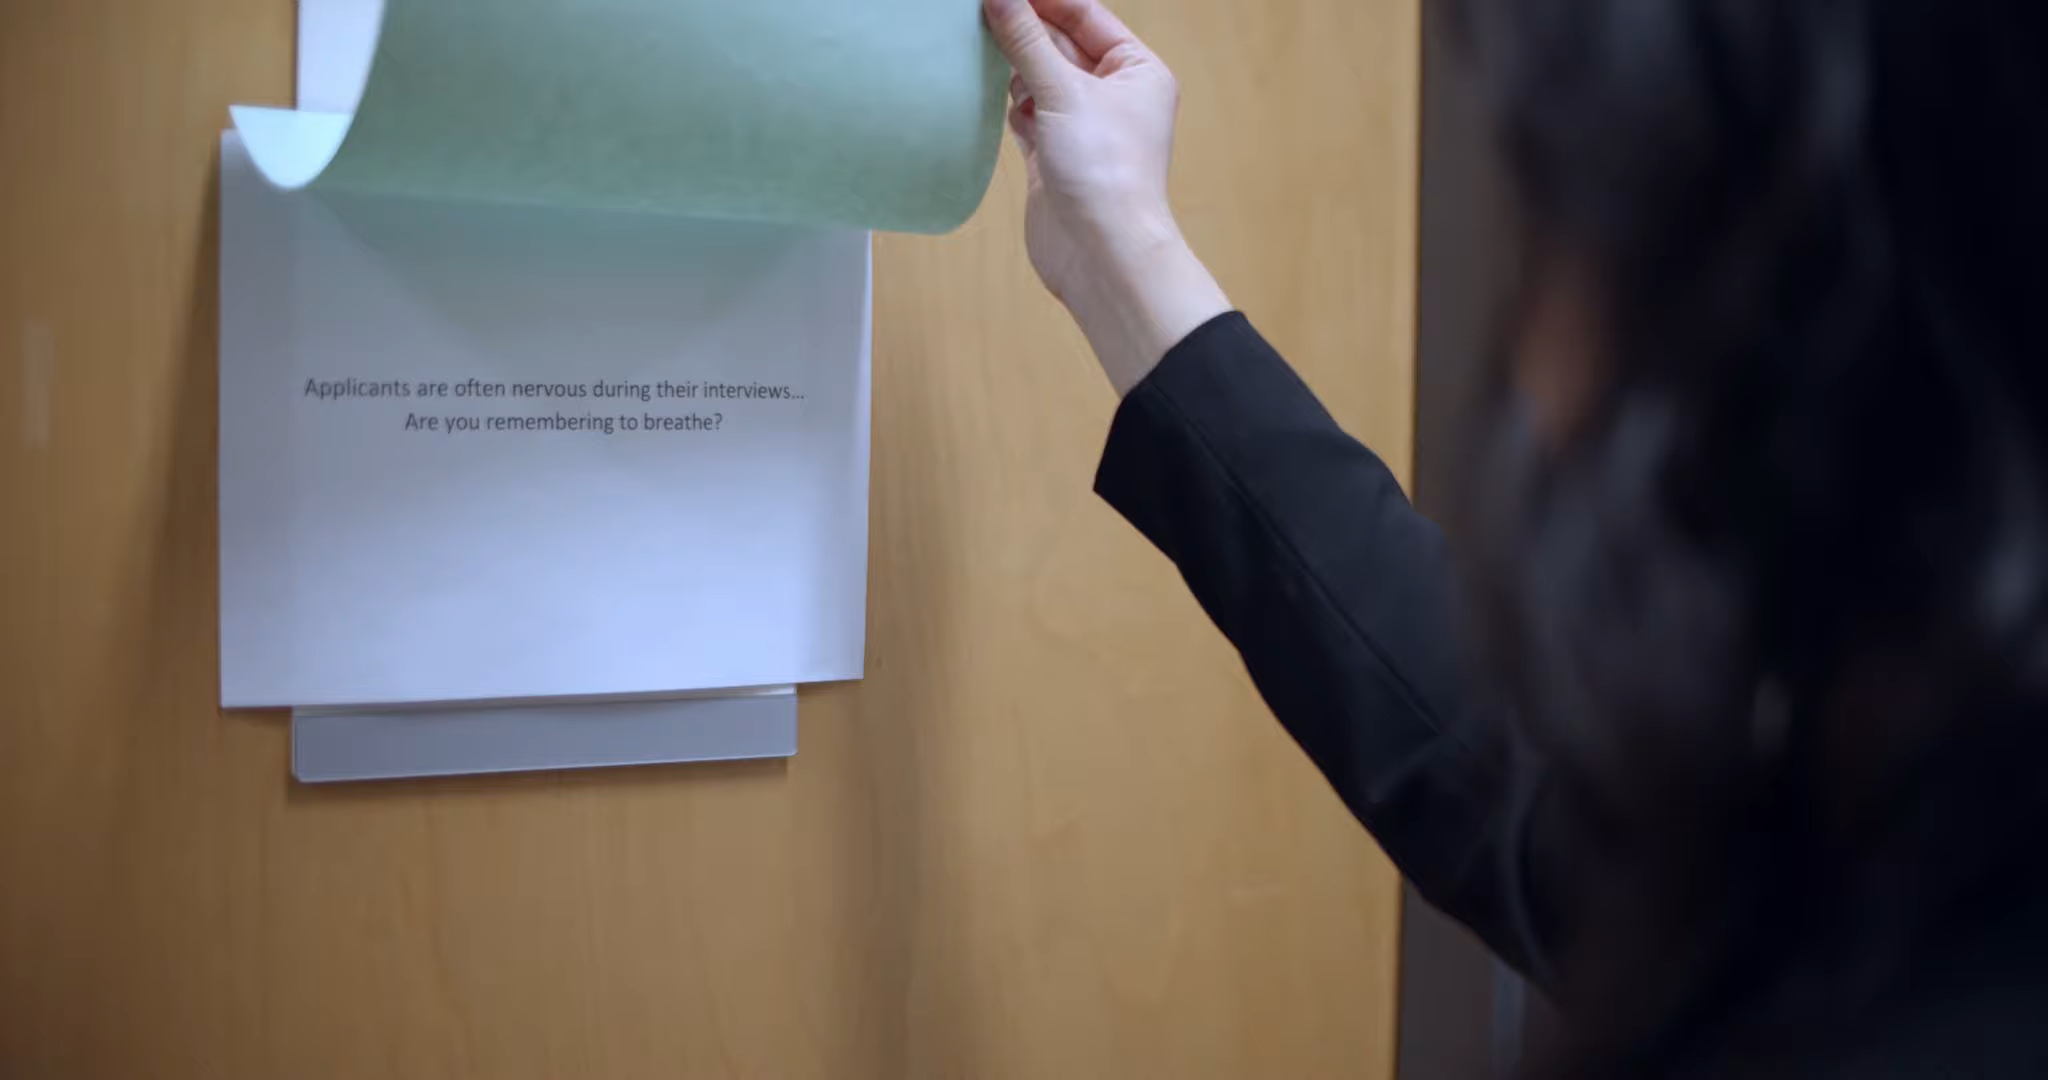 Applicants are often nervous during their interviews...
Are you remembering to breathe?